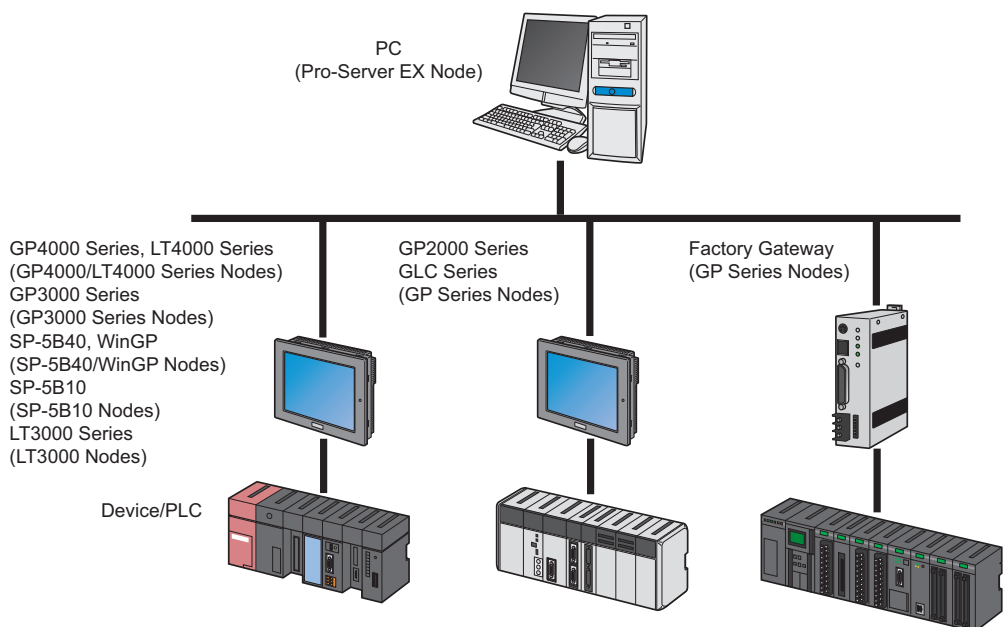 PC
(Pro-Server EX Node)
GP4000 Series, LT4000 Series
(GP4000/LT4000 Series Nodes)
GP3000 Series
(GP3000 Series Nodes)
SP-5B40, WinGP
(SP-5B40/WinGP Nodes)
SP-5B10
(SP-5B10 Nodes)
LT3000 Series
(LT3000 Nodes)
GP2000 Series
GLC Series
(GP Series Nodes)
Factory Gateway
(GP Series Nodes)
Device/PLC